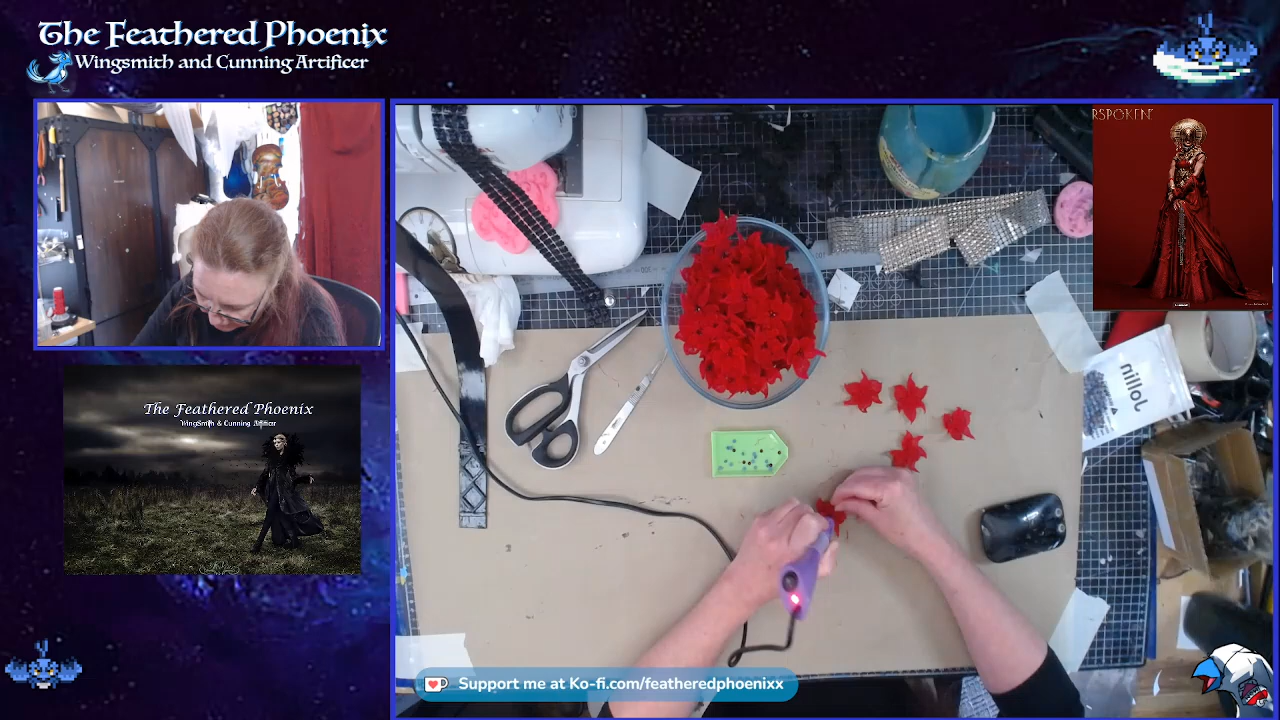 The Feathered Phoenix
Wingsmith and Cunning Artificer
RSPOKEN
The Feathered Phoenix
WingSmith & Cunning Artificer
nillot
Support me at Ko-fi.com/featheredphoenixx